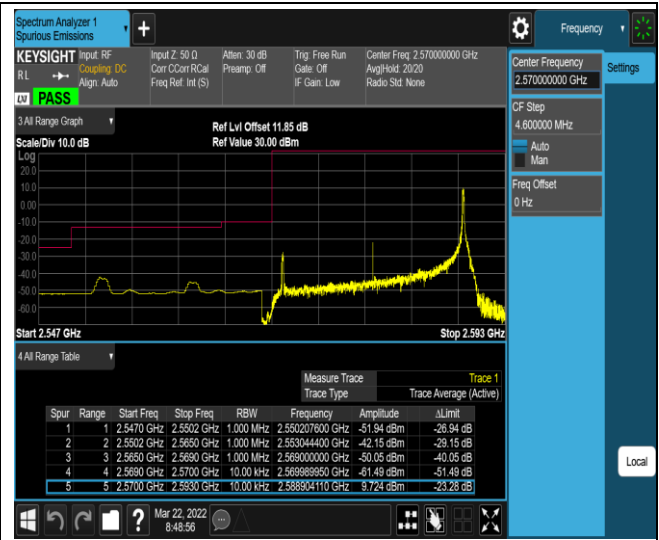 Spectrum Analyzer 1
Spurious Emissions
Frequency
KEYSIGHT Input: RF
RL
Coupling: DC
Align: Auto
Input Z: 50 Ω
Corr CCorr RCal
Freq Ref: Int (S)
Atten: 30 dB
Preamp: Off
Trig: Free Run
Gate: Off
IF Gain: Low
Center Freq: 2.570000000 GHz
Avg|Hold: 20/20
Radio Std: None
LXI PASS
3 All Range Graph
Scale/Div 10.0 dB
Ref Lvl Offset 11.85 dB
Ref Value 30.00 dBm
Log
20.0
10.0
0.00
-10.0
-20.0
-30.0
-40.0
-50.0
-60.0
Start 2.547 GHz
Stop 2.593 GHz
4 All Range Table
Measure Trace Trace 1
Trace Type Trace Average (Active)
Spur Range Start Freq Stop Freq RBW Frequency Amplitude ΔLimit
1 1 2.5470 GHz 2.5502 GHz 1.000 MHz 2.550207600 GHz -51.94 dBm -26.94 dB
2 2 2.5502 GHz 2.5650 GHz 1.000 MHz 2.553044400 GHz -42.15 dBm -29.15 dB
3 3 2.5650 GHz 2.5690 GHz 1.000 MHz 2.569000000 GHz -50.05 dBm -40.05 dB
4 4 2.5690 GHz 2.5700 GHz 10.00 kHz 2.569989950 GHz -61.49 dBm -51.49 dB
5 5 2.5700 GHz 2.5930 GHz 10.00 kHz 2.588904110 GHz 9.724 dBm -23.28 dB
Mar 22, 2022
8:48:56
Center Frequency
2.570000000 GHz
Settings
CF Step
4.600000 MHz
Auto
Man
Freq Offset
0 Hz
Local